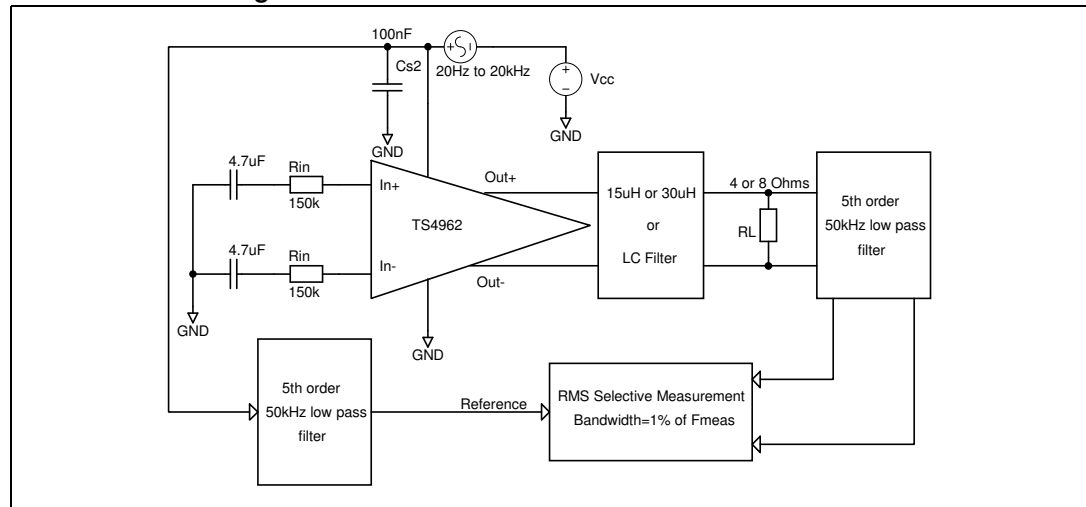 100nF
Cs2
20Hz to 20kHz
Vcc
GND
GND
4.7uF
Rin
150k
In+
Out+
15uH or 30uH
or
LC Filter
4 or 8 Ohms
RL
5th order
50kHz low pass
filter
TS4962
4.7uF
Rin
150k
In-
Out-
GND
GND
5th order
50kHz low pass
filter
Reference
RMS Selective Measurement
Bandwidth=1% of Fmeas